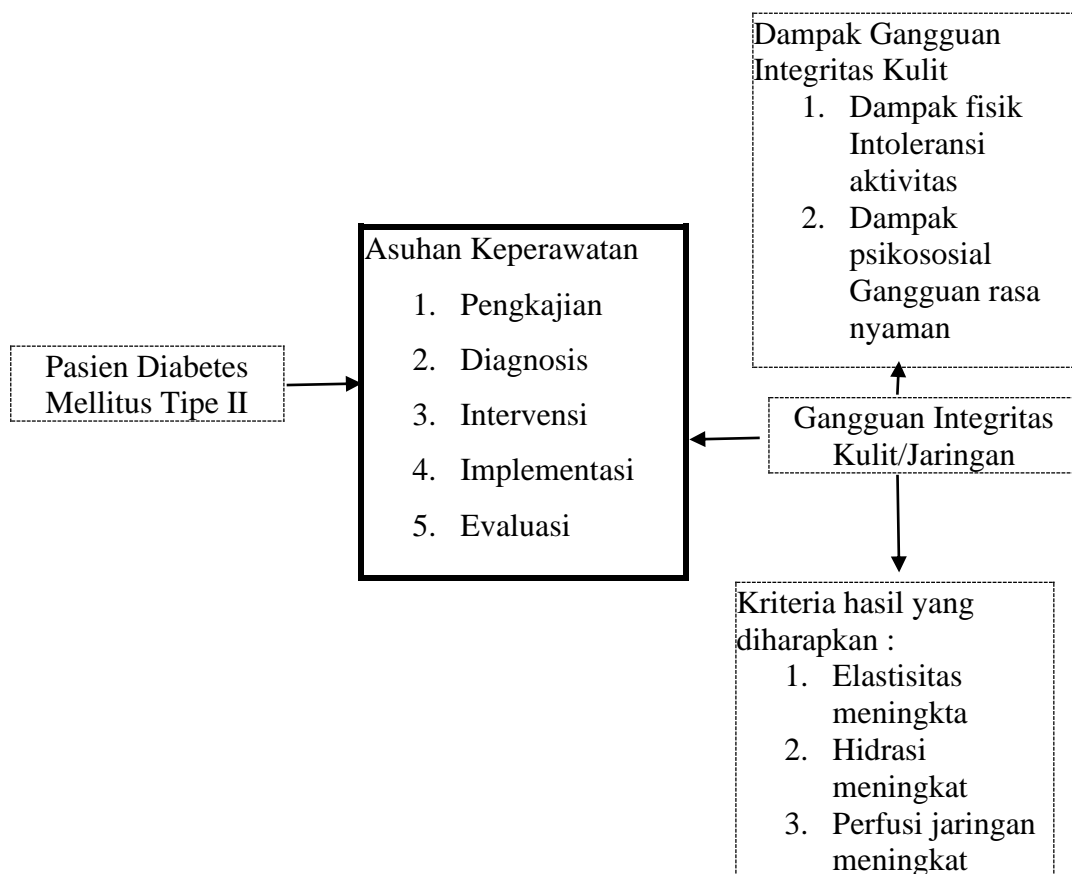 Dampak Gangguan
Integritas Kulit
1. Dampak fisik
Intoleransi
aktivitas
2. Dampak
psikososial
Gangguan rasa
nyaman
Asuhan Keperawatan
1. Pengkajian
2. Diagnosis
3. Intervensi
4. Implementasi
5. Evaluasi
Pasien Diabetes
Mellitus Tipe II
Gangguan Integritas
Kulit/Jaringan
Kriteria hasil yang
diharapkan :
1. Elastisitas
meningkta
2. Hidrasi
meningkat
3. Perfusi jaringan
meningkat